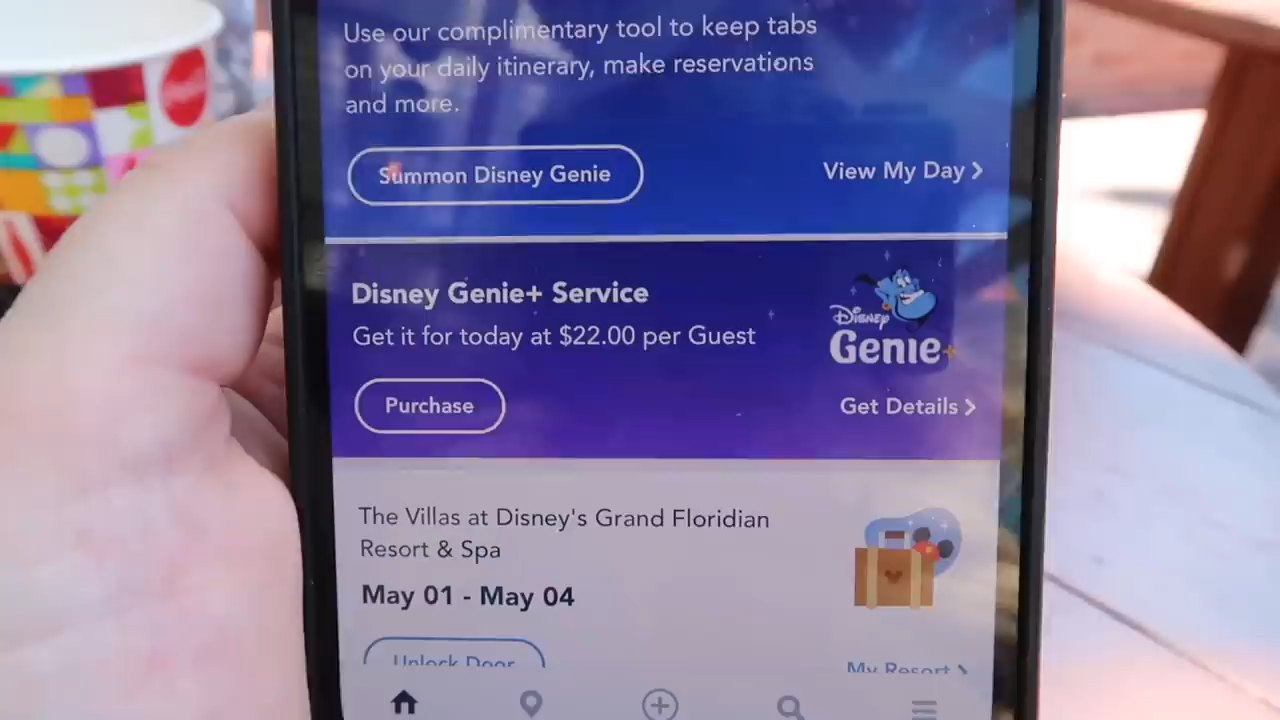 Use our complimentary tool to keep tabs
on your daily itinerary, make reservations
and more.
Summon Disney Genie
View My Day
Disney Genie+ Service
Get it for today at $22.00 per Guest
Disney
Genie+
Purchase
Get Details
The Villas at Disney's Grand Floridian
Resort & Spa
May 01 - May 04
Unlock Door
My Resort